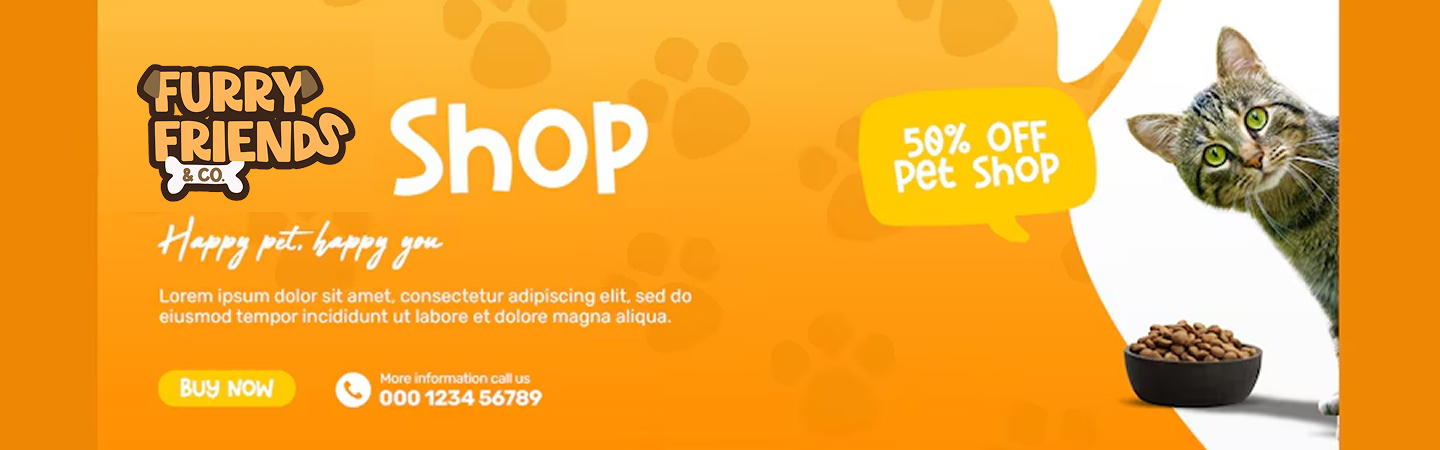 FURRY
FRIENDS
& CO.
Shop
Happy pet, happy you
Lorem ipsum dolor sit amet, consectetur adipiscing elit, sed do
eiusmod tempor incididunt ut labore et dolore magna aliqua.
BUY NOW
More information call us
000 1234 56789
50% OFF
Pet Shop